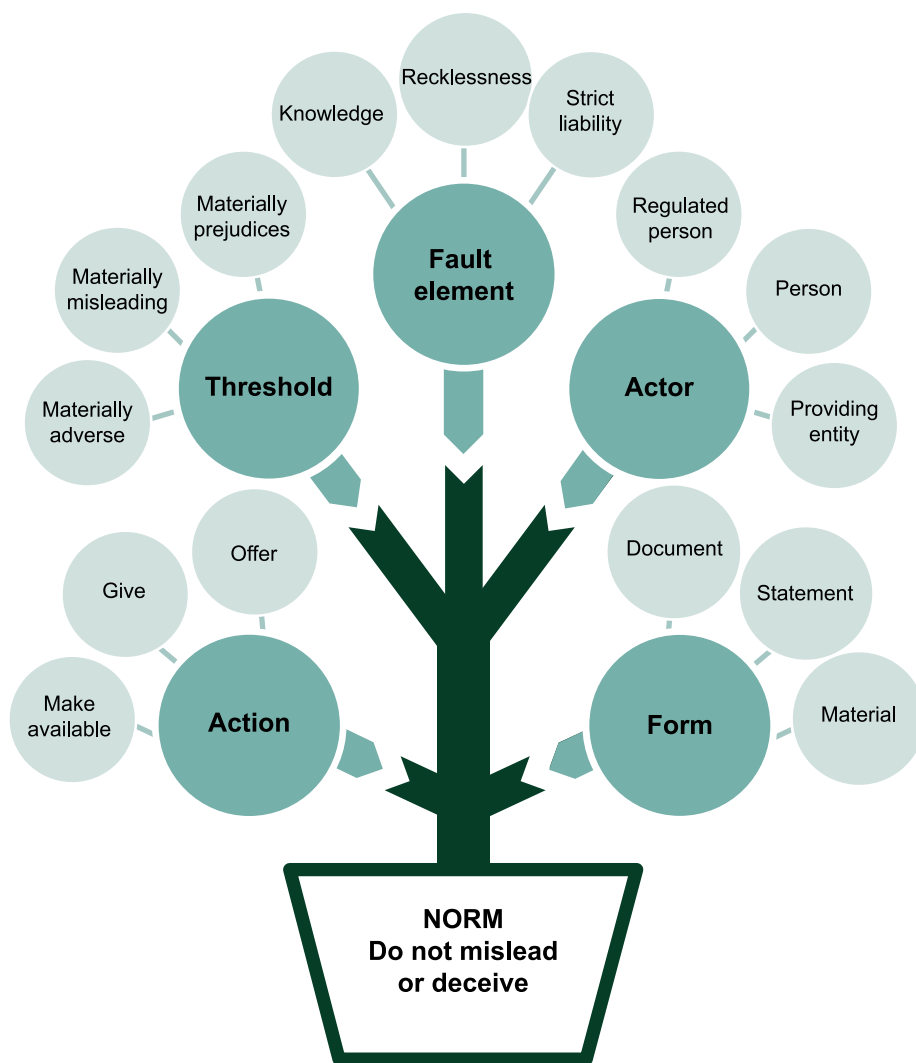 Recklessness
Knowledge
Strict
liability
Materially
prejudices
Regulated
person
Fault
element
Materially
misleading
Person
Threshold
Actor
Materially
adverse
Providing
entity
Offer
Document
Give
Statement
Make
available
Action
Form
Material
NORM
Do not mislead
or deceive